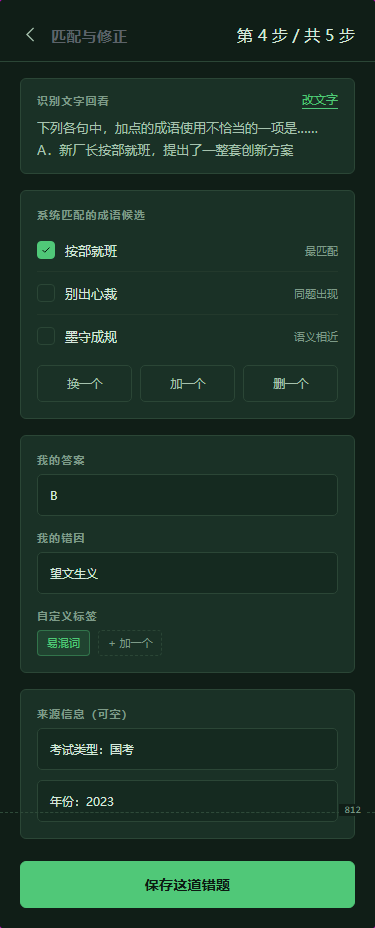 匹配与修正
第 4 步 / 共 5 步
识别文字回看
改文字
下列各句中，加点的成语使用不恰当的一项是……
A．新厂长按部就班，提出了一整套创新方案
系统匹配的成语候选
按部就班
最匹配
别出心裁
同题出现
墨守成规
语义相近
换一个
加一个
删一个
我的答案
B
我的错因
望文生义
自定义标签
易混词
+ 加一个
来源信息（可空）
考试类型：国考
年份：2023
812
保存这道错题